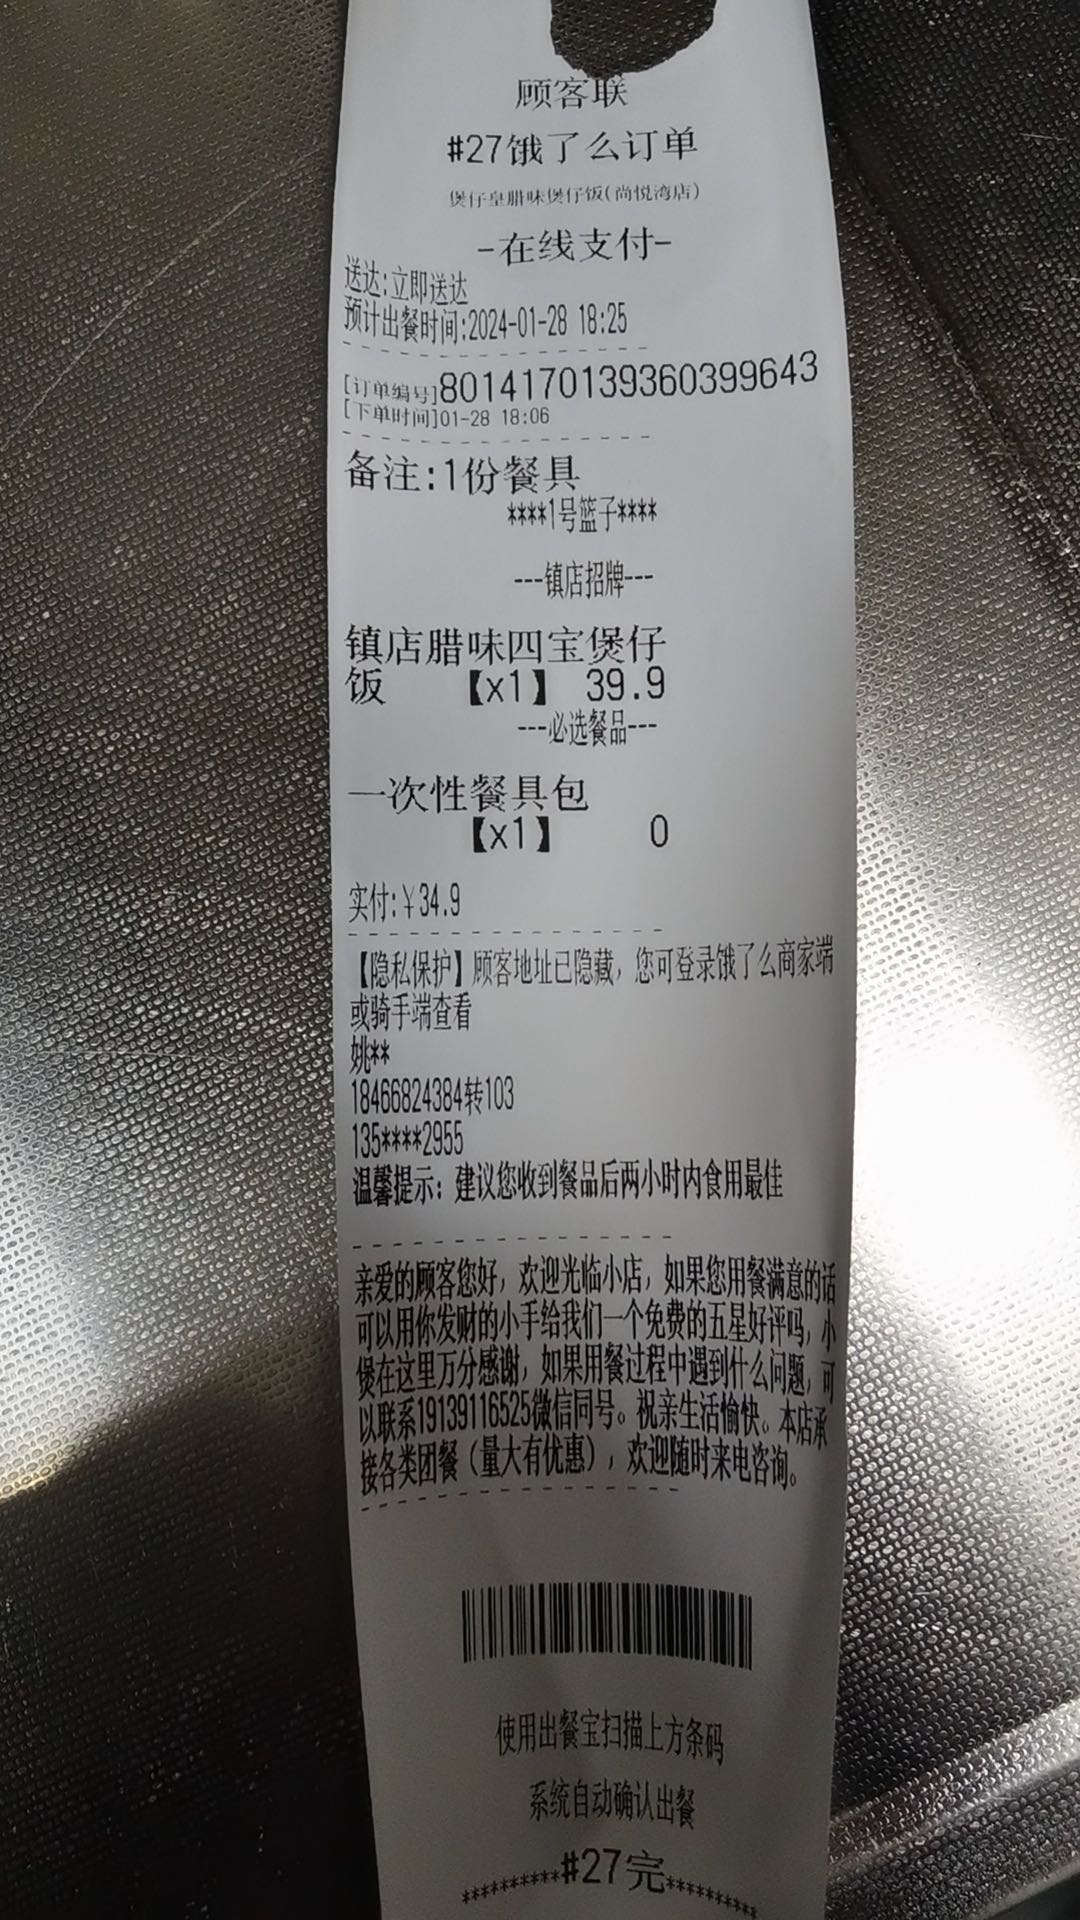 顾客联
#27饿了么订单
煲仔皇腊味煲仔饭(尚悦湾店)
-在线支付-
送达:立即送达
预计出餐时间:2024-01-28 18:25
[订单编号]8014170139360399643
[下单时间]01-28 18:06
备注:1份餐具
****1号篮子****
---镇店招牌---
镇店腊味四宝煲仔
饭 【x1】 39.9
---必选餐品---
一次性餐具包
【x1】 0
实付:¥34.9
【隐私保护】顾客地址已隐藏，您可登录饿了么商家端
或骑手端查看
姚**
18466824384转103
135****2955
温馨提示：建议您收到餐品后两小时内食用最佳
亲爱的顾客您好，欢迎光临小店，如果您用餐满意的话
可以用你发财的小手给我们一个免费的五星好评吗，小
煲在这里万分感谢，如果用餐过程中遇到什么问题，可
以联系19139116525微信同号。祝亲生活愉快。本店承
接各类团餐（量大有优惠），欢迎随时来电咨询。
使用出餐宝扫描上方条码
系统自动确认出餐
**********#27完**********